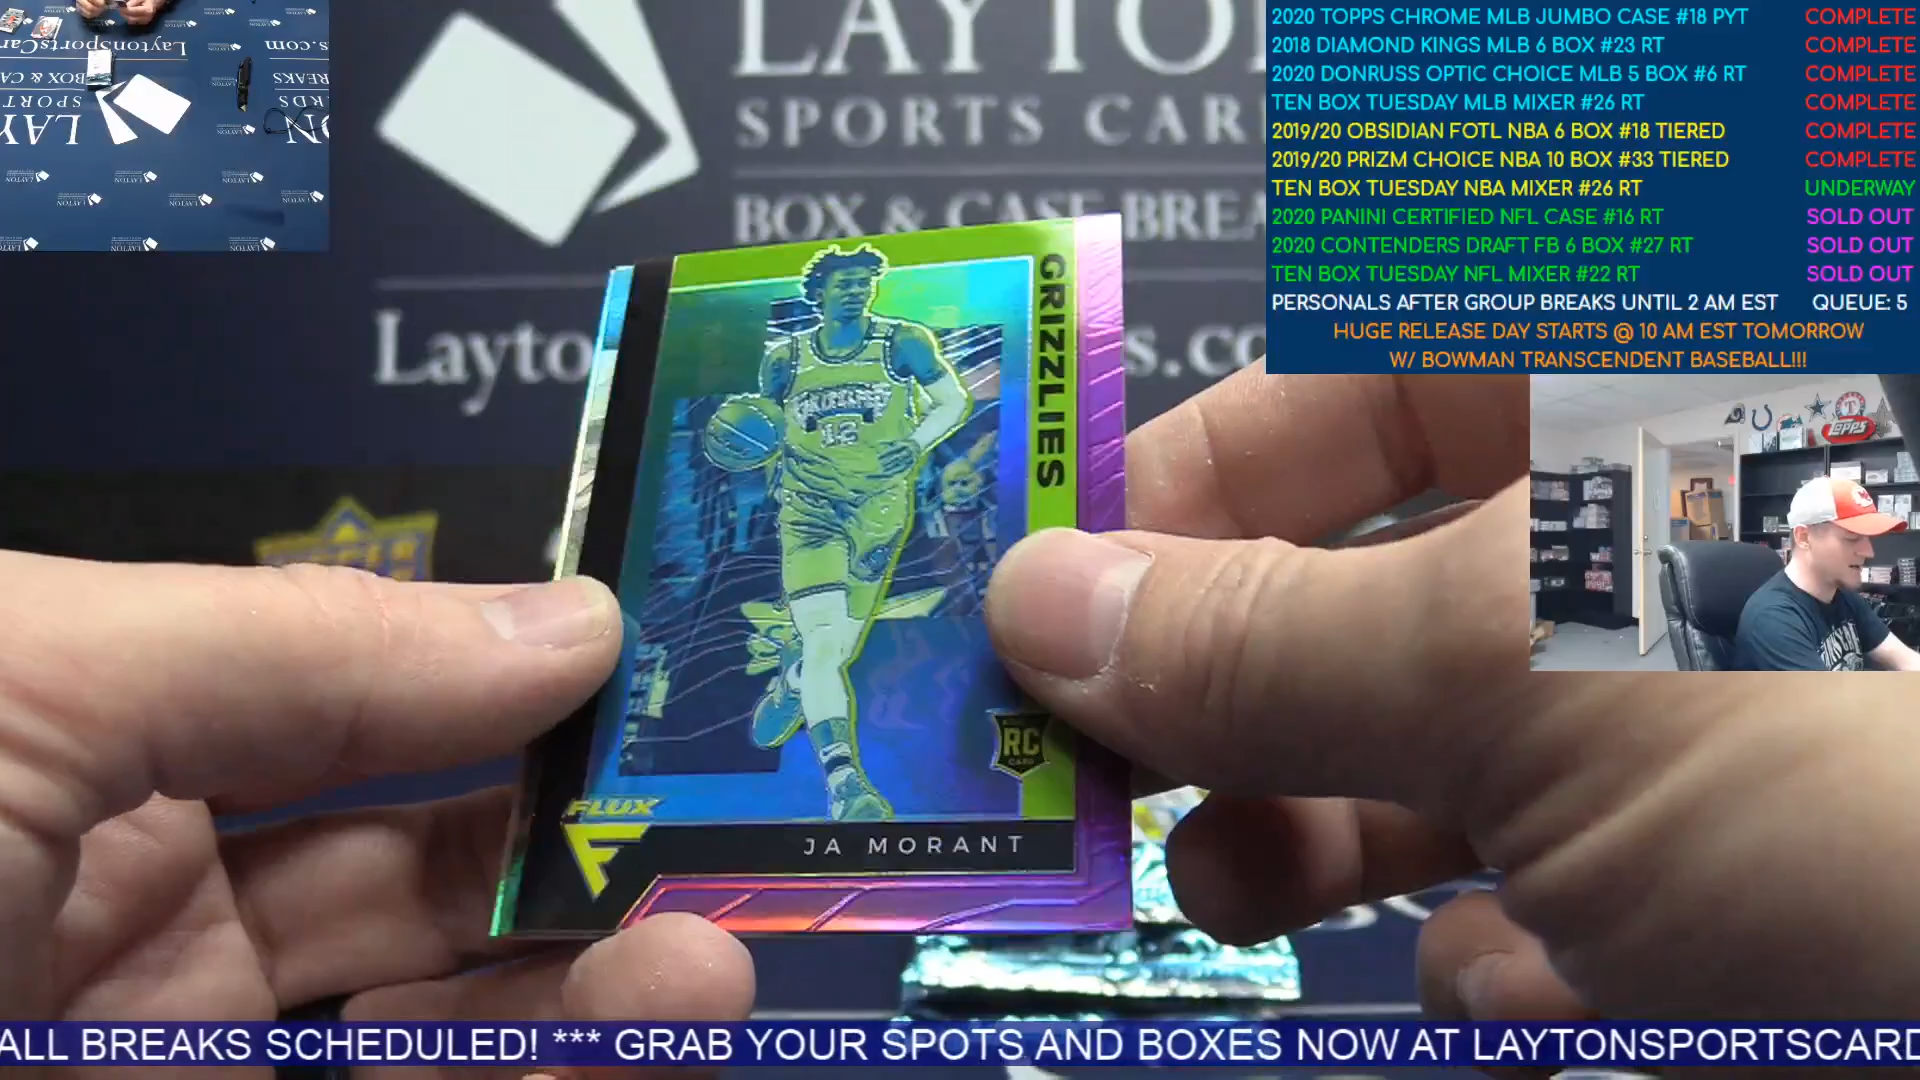 2020 TOPPS CHROME MLB JUMBO CASE #18 PYT COMPLETE
2018 DIAMOND KINGS MLB 6 BOX #23 RT COMPLETE
2020 DONRUSS OPTIC CHOICE MLB 5 BOX #6 RT COMPLETE
TEN BOX TUESDAY MLB MIXER #26 RT COMPLETE
2019/20 OBSIDIAN FOTL NBA 6 BOX #18 TIERED COMPLETE
2019/20 PRIZM CHOICE NBA 10 BOX #33 TIERED COMPLETE
TEN BOX TUESDAY NBA MIXER #26 RT UNDERWAY
2020 PANINI CERTIFIED NFL CASE #16 RT SOLD OUT
2020 CONTENDERS DRAFT FB 6 BOX #27 RT SOLD OUT
TEN BOX TUESDAY NFL MIXER #22 RT SOLD OUT
PERSONALS AFTER GROUP BREAKS UNTIL 2 AM EST QUEUE: 5
HUGE RELEASE DAY STARTS @ 10 AM EST TOMORROW
W/ BOWMAN TRANSCENDENT BASEBALL!!!
LAYTO
SPORTS CAR
BOX & CASE BREA
Layto s.co
GRIZZLIES
12
RC
CARD
FLUX
F
JA MORANT
TOPPS
ALL BREAKS SCHEDULED! *** GRAB YOUR SPOTS AND BOXES NOW AT LAYTONSPORTSCARD